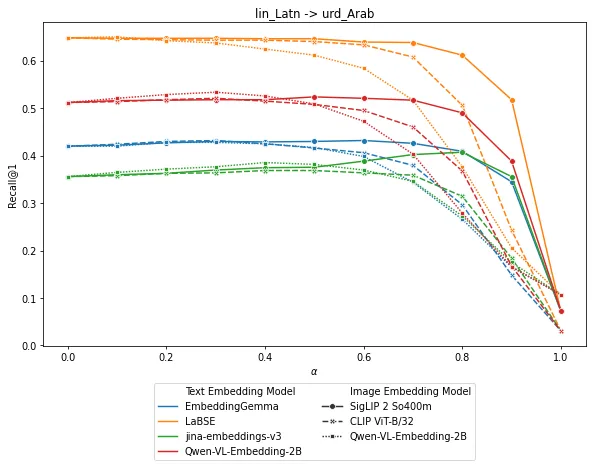 lin_Latn -> urd_Arab
0.6
0.5
0.4
0.3
0.2
0.1
0.0
Recall@1
0.0 0.2 0.4 0.6 0.8 1.0
α
Text Embedding Model Image Embedding Model
EmbeddingGemma SigLIP 2 So400m
LaBSE CLIP ViT-B/32
jina-embeddings-v3 Qwen-VL-Embedding-2B
Qwen-VL-Embedding-2B